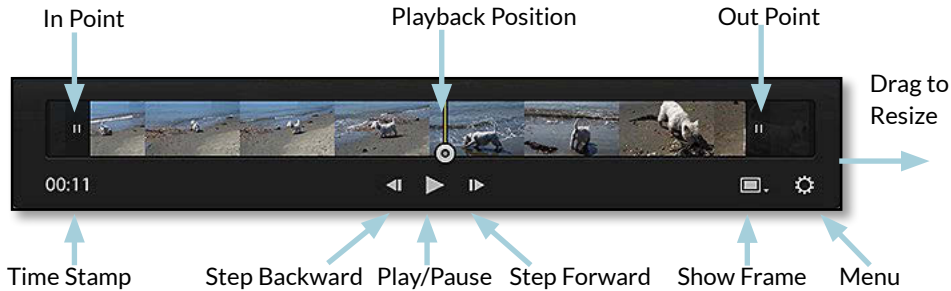 In Point
Playback Position
Out Point
Drag to
Resize
00:11
Time Stamp
Step Backward
Play/Pause
Step Forward
Show Frame
Menu